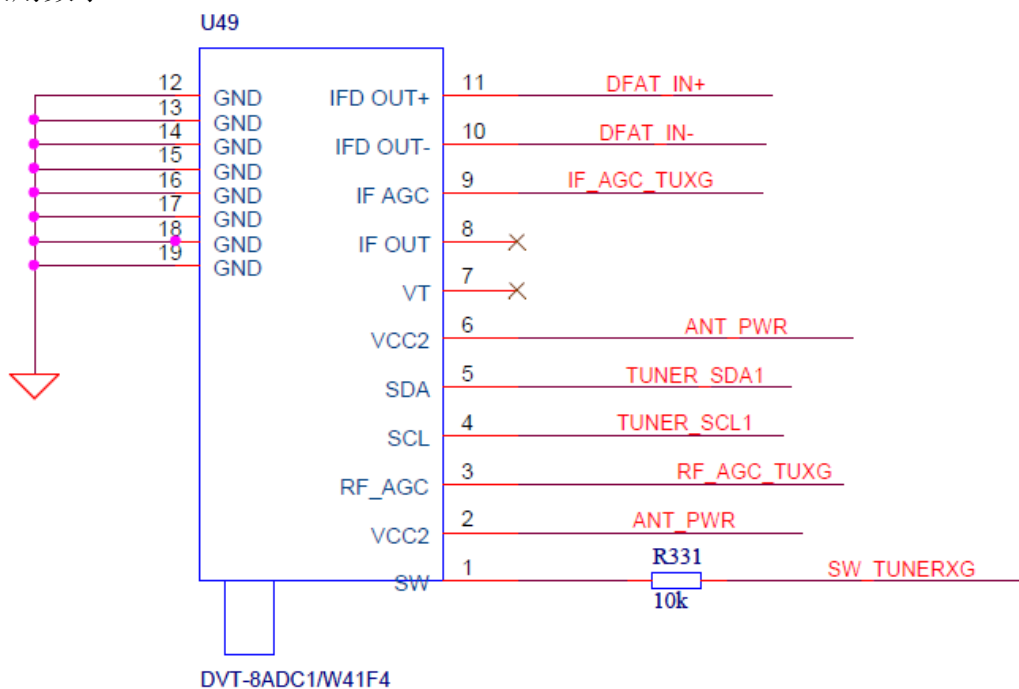 U49
12 GND IFD OUT+ 11 DFAT_IN+
13 GND
14 GND IFD OUT- 10 DFAT_IN-
15 GND
16 GND IF AGC 9 IF_AGC_TUXG
17 GND
18 GND IF OUT 8
19 GND
VT 7
VCC2 6 ANT_PWR
SDA 5 TUNER_SDA1
SCL 4 TUNER_SCL1
RF_AGC 3 RF_AGC_TUXG
VCC2 2 ANT_PWR
SW 1 R331 SW_TUNERXG
10k
DVT-8ADC1/W41F4